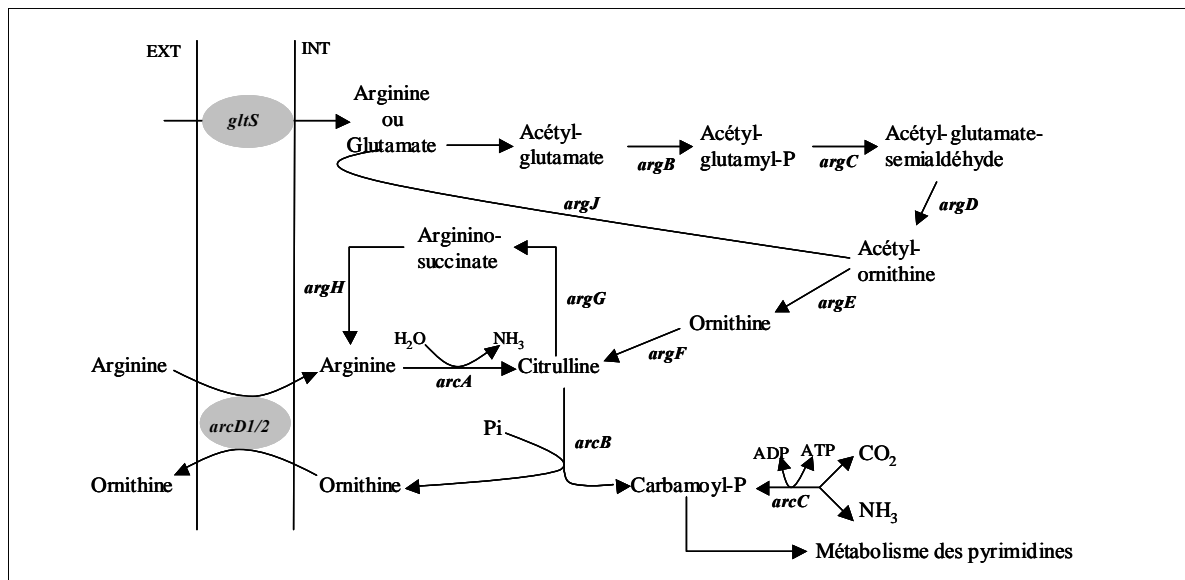 EXT
INT
gltS
Arginine
ou
Glutamate
Acétyl-
glutamate
argB
Acétyl-
glutamyl-P
argC
Acétyl-glutamate-
semialdéhyde
argD
argJ
Acétyl-
ornithine
argE
Ornithine
argF
Arginino-
succinate
argH
argG
Arginine
Arginine
H2O
NH3
arcA
Citrulline
arcD1/2
Pi
arcB
Ornithine
Ornithine
Carbamoyl-P
ADP
ATP
arcC
CO2
NH3
Métabolisme des pyrimidines